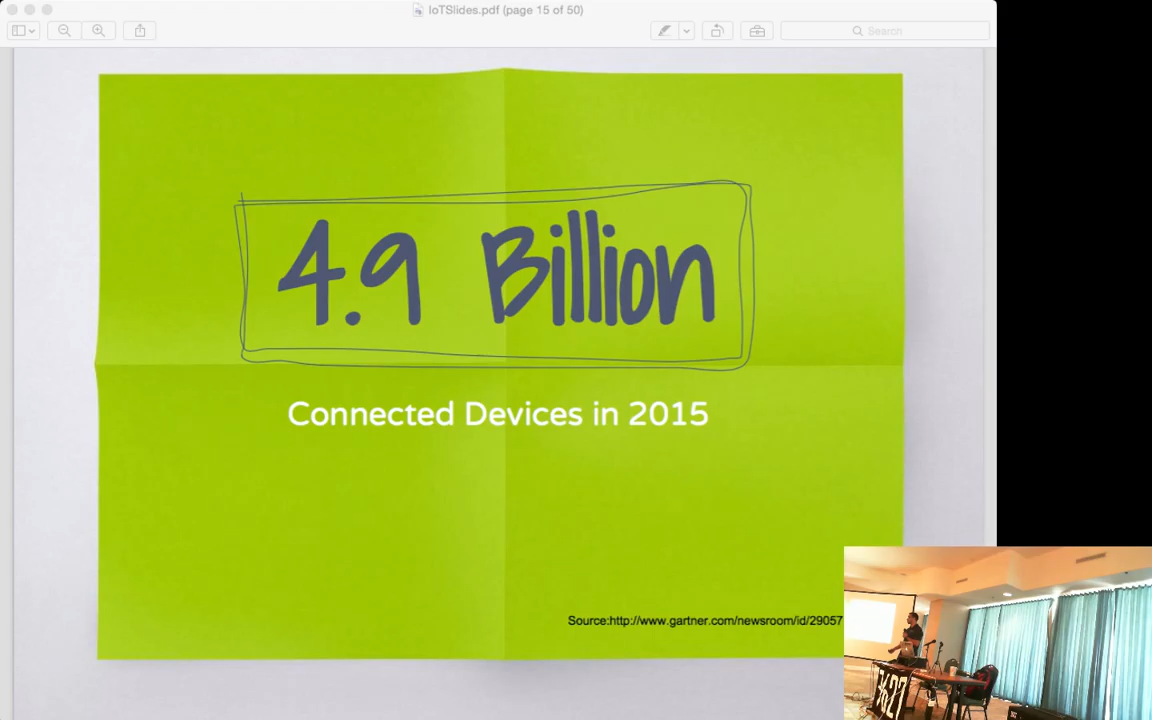 IoTSlides.pdf (page 15 of 50)
Search
4.9 Billion
Connected Devices in 2015
Source:http://www.gartner.com/newsroom/id/29057